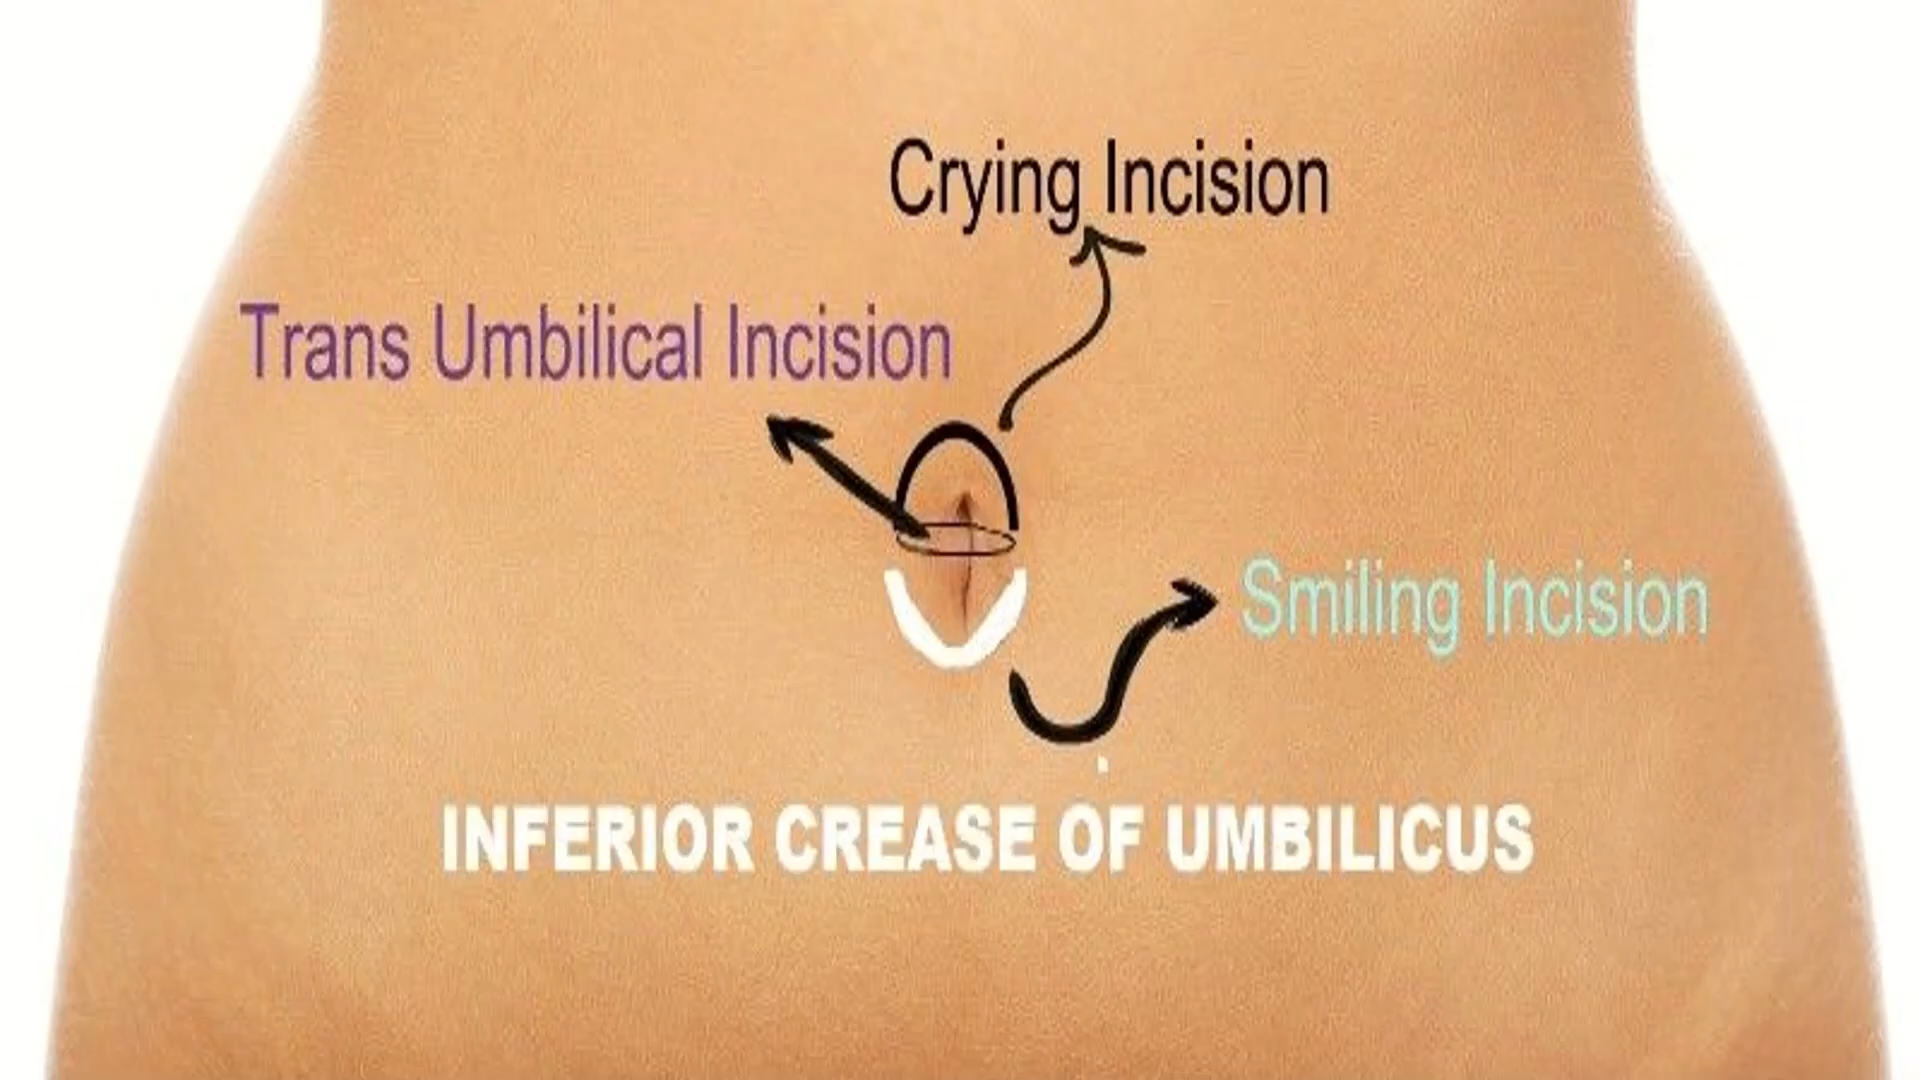 Crying Incision
Trans Umbilical Incision
Smiling Incision
INFERIOR CREASE OF UMBILICUS